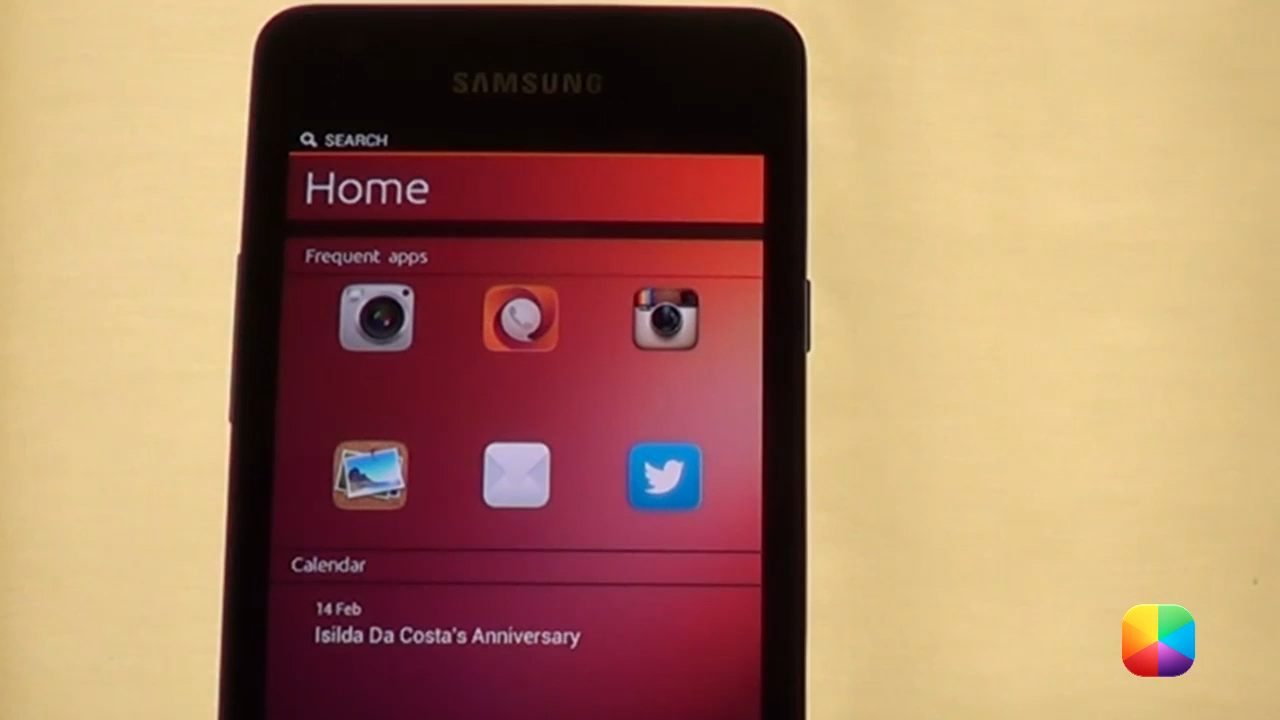 SAMSUNG
SEARCH
Home
Frequent apps
Calendar
14 Feb
Isilda Da Costa's Anniversary